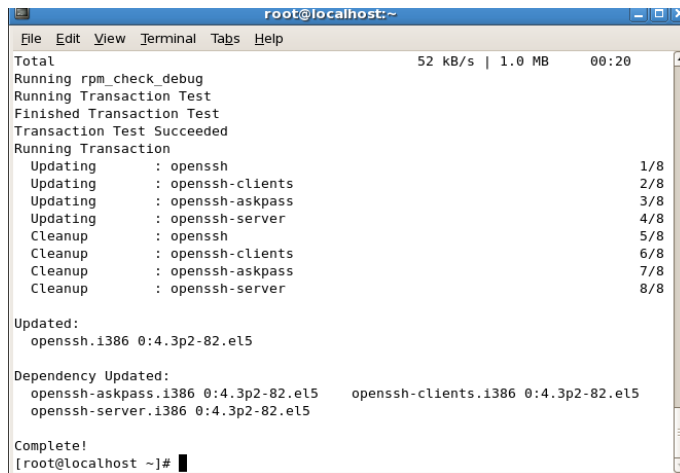 root@localhost:~
File Edit View Terminal Tabs Help
Total 52 kB/s | 1.0 MB 00:20
Running rpm_check_debug
Running Transaction Test
Finished Transaction Test
Transaction Test Succeeded
Running Transaction
  Updating : openssh 1/8
  Updating : openssh-clients 2/8
  Updating : openssh-askpass 3/8
  Updating : openssh-server 4/8
  Cleanup : openssh 5/8
  Cleanup : openssh-clients 6/8
  Cleanup : openssh-askpass 7/8
  Cleanup : openssh-server 8/8
Updated:
  openssh.i386 0:4.3p2-82.el5
Dependency Updated:
  openssh-askpass.i386 0:4.3p2-82.el5 openssh-clients.i386 0:4.3p2-82.el5
  openssh-server.i386 0:4.3p2-82.el5
Complete!
[root@localhost ~]#